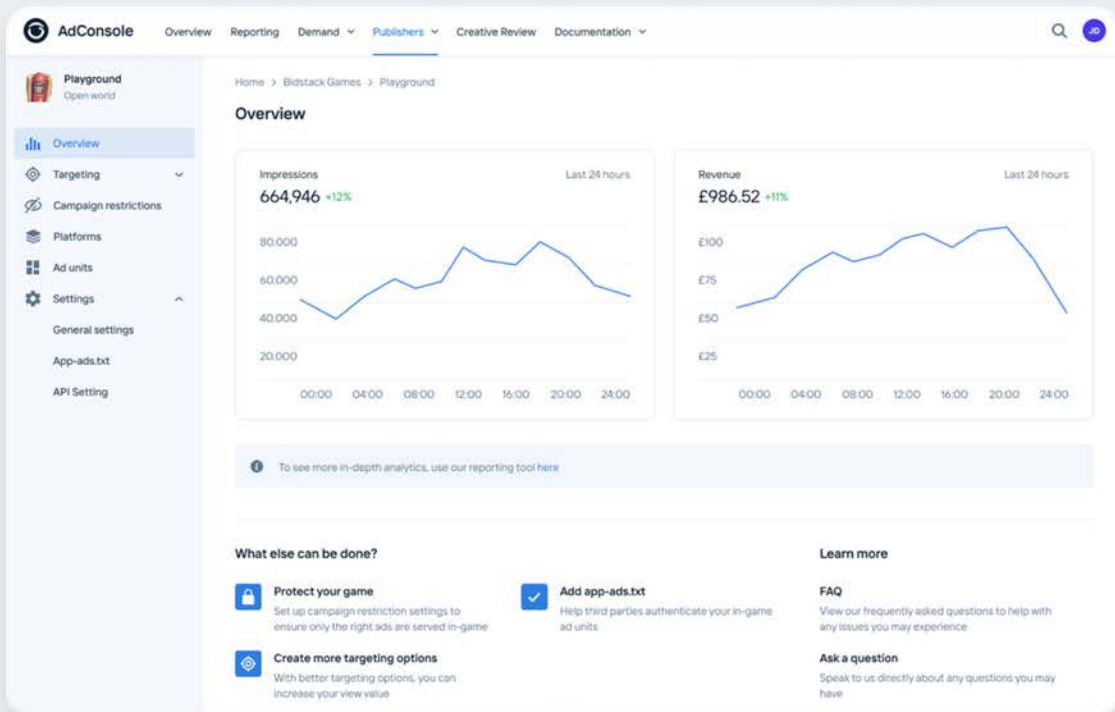 AdConsole
Overview
Reporting
Demand
Publishers
Creative Review
Documentation
JD
Playground
Open world
Overview
Targeting
Campaign restrictions
Platforms
Ad units
Settings
General settings
App-ads.txt
API Setting
Home > Bidstack Games > Playground
Overview
Impressions
Last 24 hours
664,946 +12%
80.000
60.000
40.000
20.000
00:00 04:00 08:00 12:00 16:00 20:00 24:00
Revenue
Last 24 hours
£986.52 +11%
£100
£75
£50
£25
00:00 04:00 08:00 12:00 16:00 20:00 24:00
To see more in-depth analytics, use our reporting tool here
What else can be done?
Protect your game
Set up campaign restriction settings to
ensure only the right ads are served in-game
Add app-ads.txt
Help third parties authenticate your in-game
ad units
Create more targeting options
With better targeting options, you can
increase your view value
Learn more
FAQ
View our frequently asked questions to help with
any issues you may experience
Ask a question
Speak to us directly about any questions you may
have